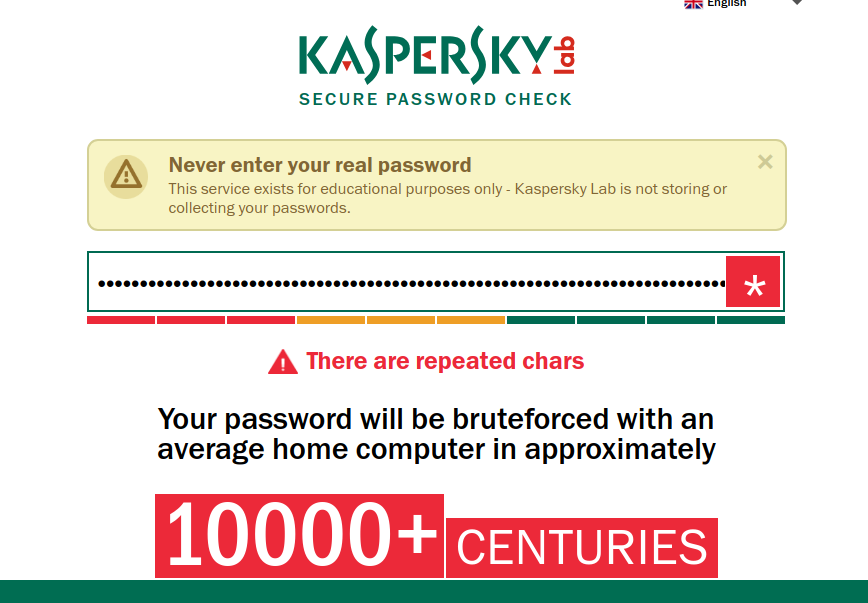 English
KASPERSKY lab
SECURE PASSWORD CHECK
Never enter your real password
This service exists for educational purposes only - Kaspersky Lab is not storing or
collecting your passwords.
There are repeated chars
Your password will be bruteforced with an
average home computer in approximately
10000+ CENTURIES